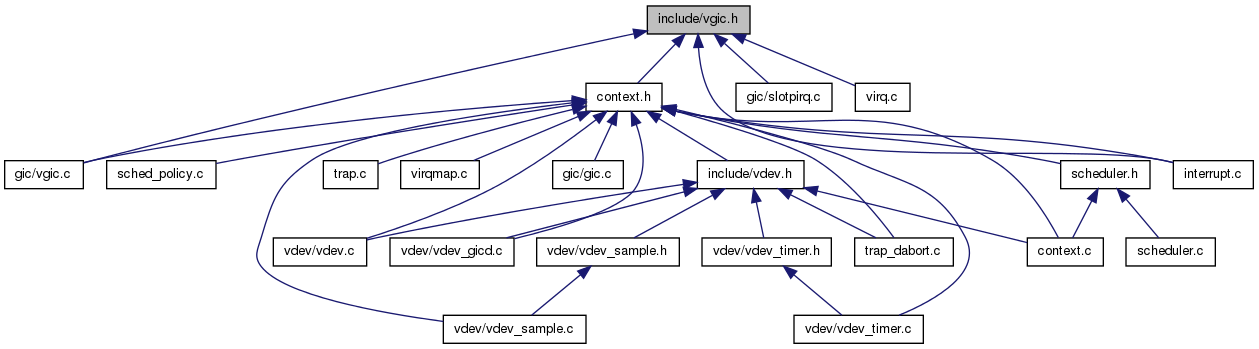 include/vgic.h
context.h
gic/slotpirq.c
virq.c
gic/vgic.c
sched_policy.c
trap.c
virqmap.c
gic/gic.c
include/vdev.h
scheduler.h
interrupt.c
vdev/vdev.c
vdev/vdev_gicd.c
vdev/vdev_sample.h
vdev/vdev_timer.h
trap_dabort.c
context.c
scheduler.c
vdev/vdev_sample.c
vdev/vdev_timer.c